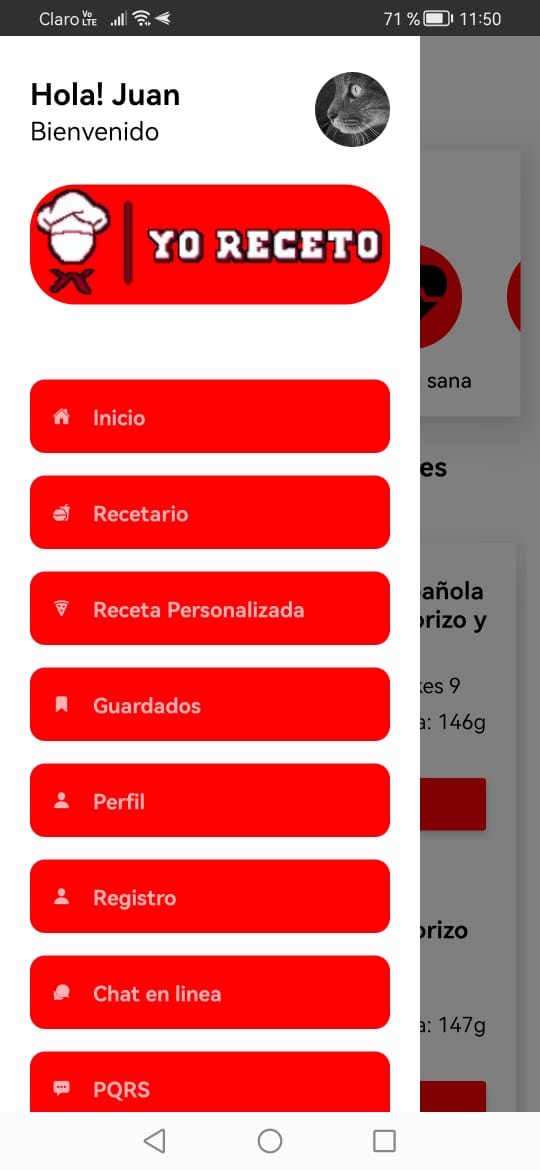 Claro Vo LTE 71 % 11:50
Hola! Juan
Bienvenido
YO RECETO
sana
Inicio
es
Recetario
Receta Personalizada
añola
orizo y
Guardados
kes 9
a: 146g
Perfil
Registro
orizo
Chat en linea
a: 147g
PQRS